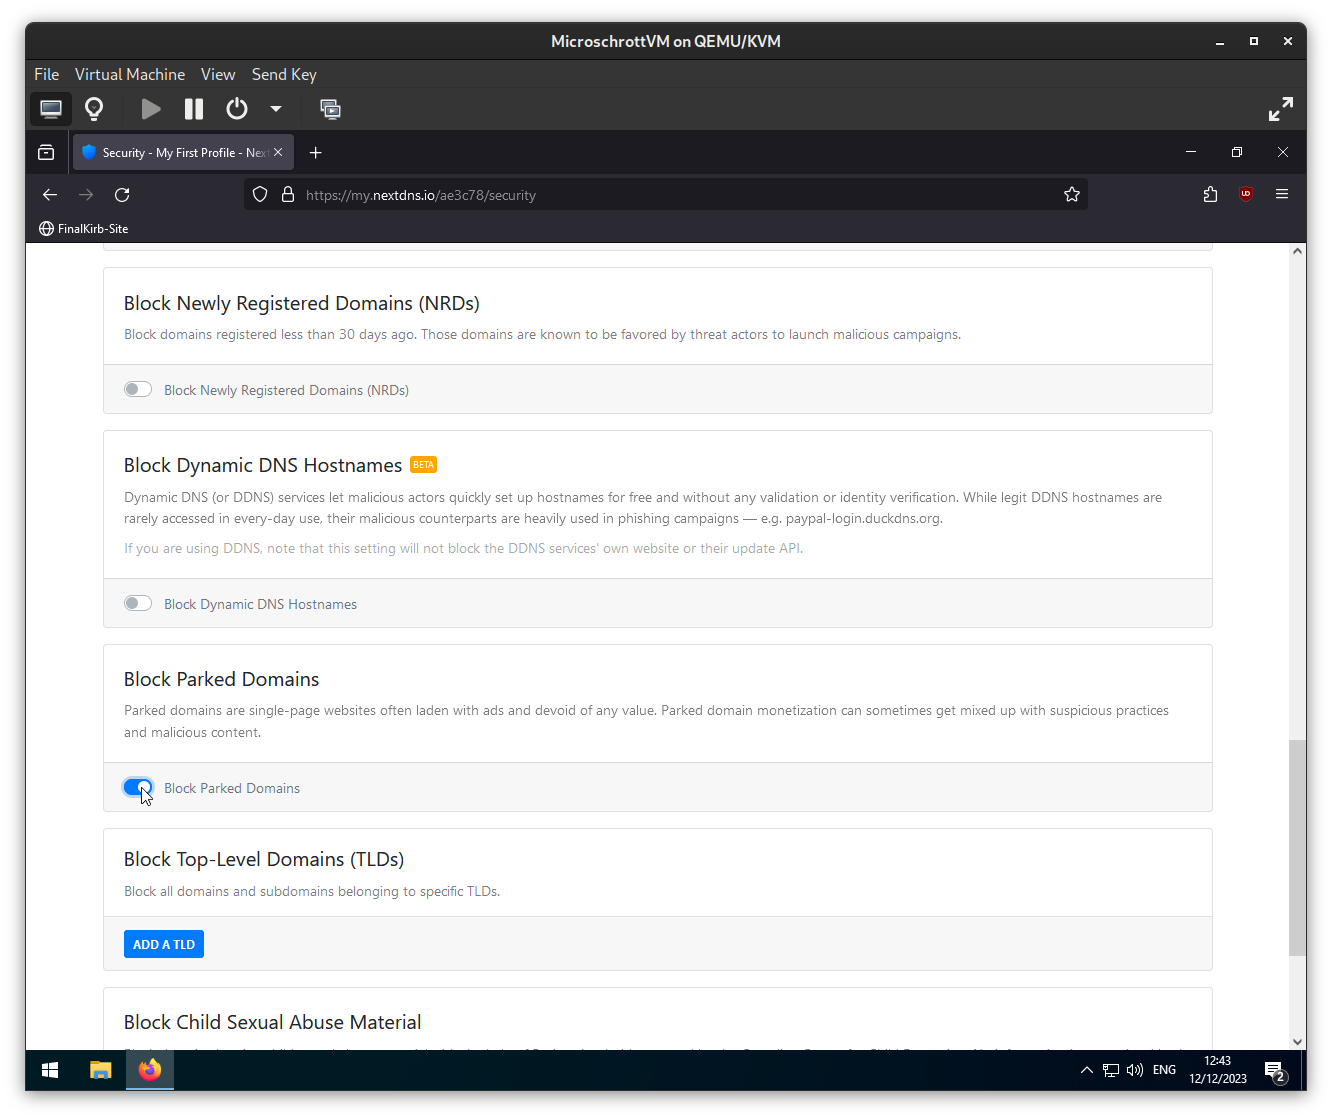 MicroschrottVM on QEMU/KVM
File Virtual Machine View Send Key
Security - My First Profile - Nex
https://my.nextdns.io/ae3c78/security
FinalKirb-Site
Block Newly Registered Domains (NRDs)
Block domains registered less than 30 days ago. Those domains are known to be favored by threat actors to launch malicious campaigns.
Block Newly Registered Domains (NRDs)
Block Dynamic DNS Hostnames BETA
Dynamic DNS (or DDNS) services let malicious actors quickly set up hostnames for free and without any validation or identity verification. While legit DDNS hostnames are
rarely accessed in every-day use, their malicious counterparts are heavily used in phishing campaigns — e.g. paypal-login.duckdns.org.
If you are using DDNS, note that this setting will not block the DDNS services' own website or their update API.
Block Dynamic DNS Hostnames
Block Parked Domains
Parked domains are single-page websites often laden with ads and devoid of any value. Parked domain monetization can sometimes get mixed up with suspicious practices
and malicious content.
Block Parked Domains
Block Top-Level Domains (TLDs)
Block all domains and subdomains belonging to specific TLDs.
ADD A TLD
Block Child Sexual Abuse Material
ENG
12:43
12/12/2023
2